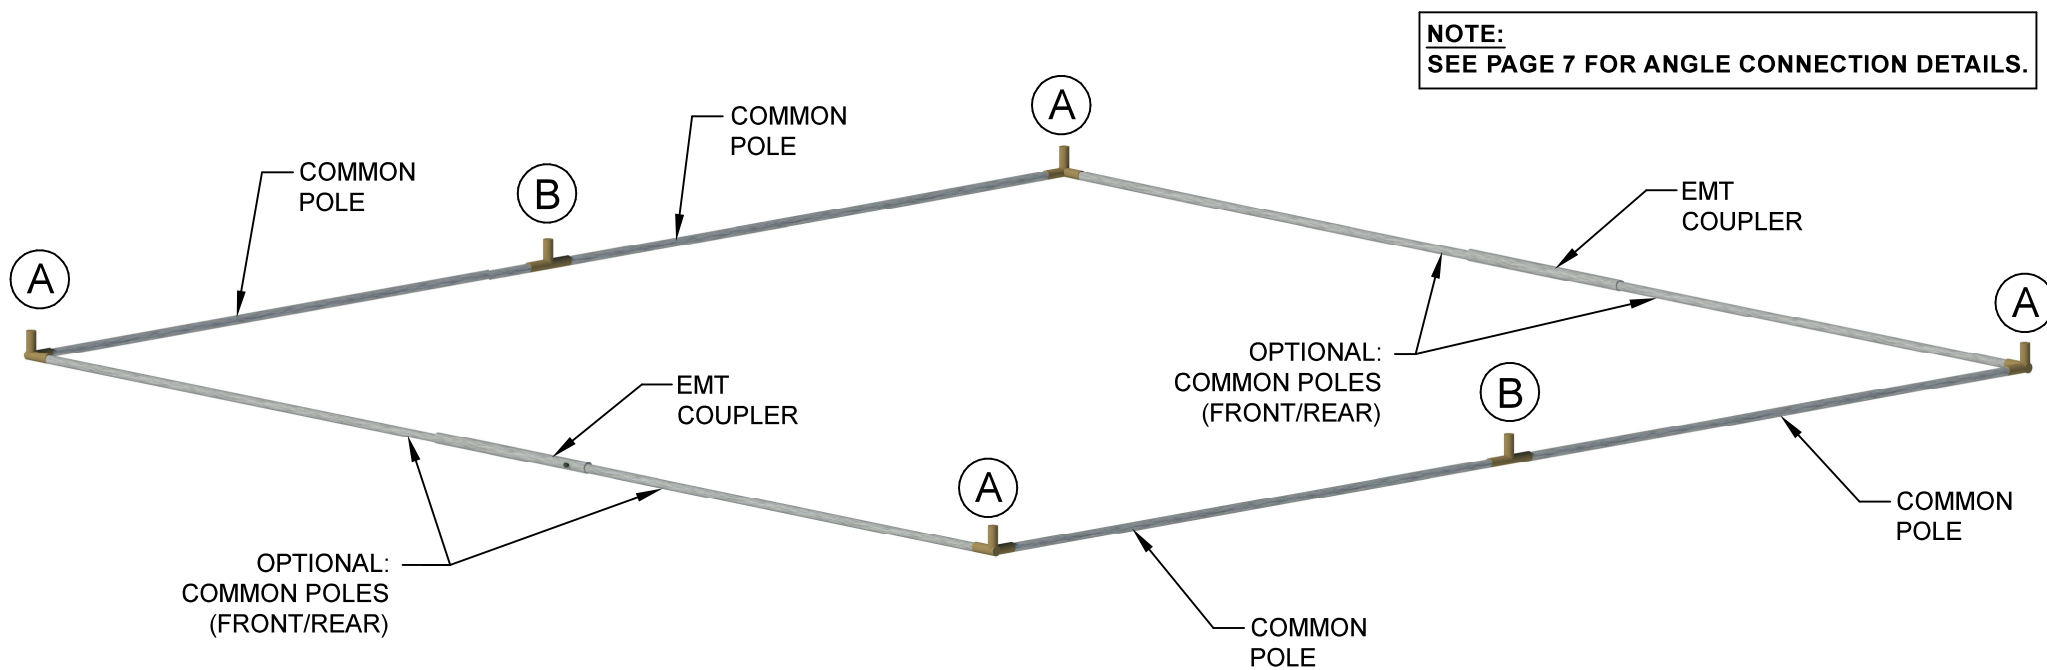 NOTE:
SEE PAGE 7 FOR ANGLE CONNECTION DETAILS.
A
COMMON
POLE
COMMON
POLE
B
EMT
COUPLER
A
A
OPTIONAL:
COMMON POLES
(FRONT/REAR)
EMT
COUPLER
B
A
COMMON
POLE
OPTIONAL:
COMMON POLES
(FRONT/REAR)
COMMON
POLE